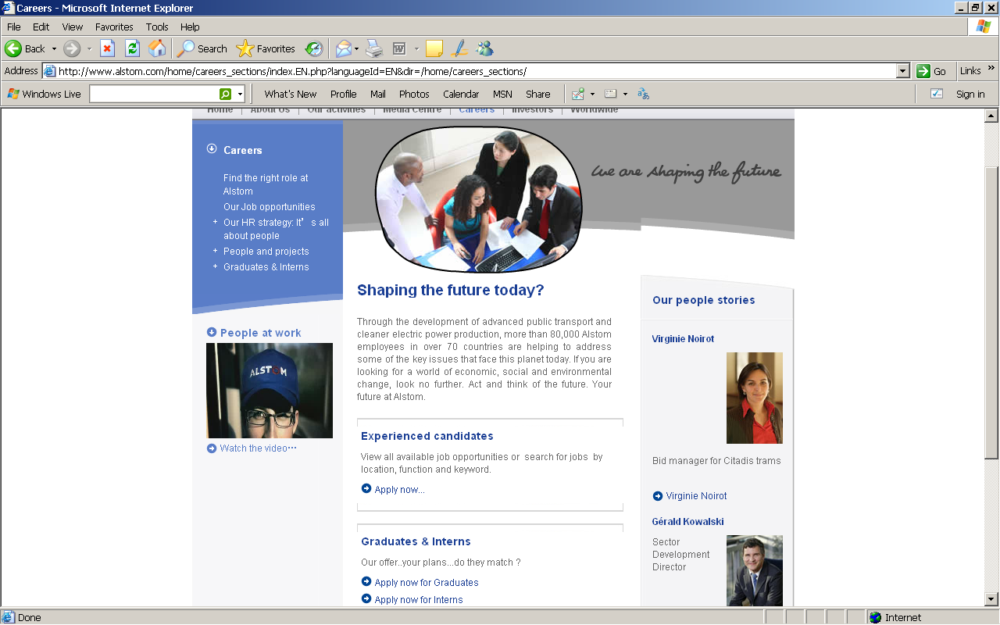 Careers - Microsoft Internet Explorer
File Edit View Favorites Tools Help
Back Search Favorites
Address http://www.alstom.com/home/careers_sections/index.EN.php?languageId=EN&dir=/home/careers_sections/ Go Links »
Windows Live What's New Profile Mail Photos Calendar MSN Share Sign in
Home | About Us | Our activities | Media Centre | Careers | Investors | Worldwide
Careers
Find the right role at
Alstom
Our Job opportunities
+ Our HR strategy: It’s all
about people
+ People and projects
+ Graduates & Interns
People at work
ALSTOM
Watch the video…
we are shaping the future
Shaping the future today?
Through the development of advanced public transport and
cleaner electric power production, more than 80,000 Alstom
employees in over 70 countries are helping to address
some of the key issues that face this planet today. If you are
looking for a world of economic, social and environmental
change, look no further. Act and think of the future. Your
future at Alstom.
Experienced candidates
View all available job opportunities or search for jobs by
location, function and keyword.
Apply now...
Graduates & Interns
Our offer..your plans...do they match ?
Apply now for Graduates
Apply now for Interns
Our people stories
Virginie Noirot
Bid manager for Citadis trams
Virginie Noirot
Gérald Kowalski
Sector
Development
Director
Done Internet